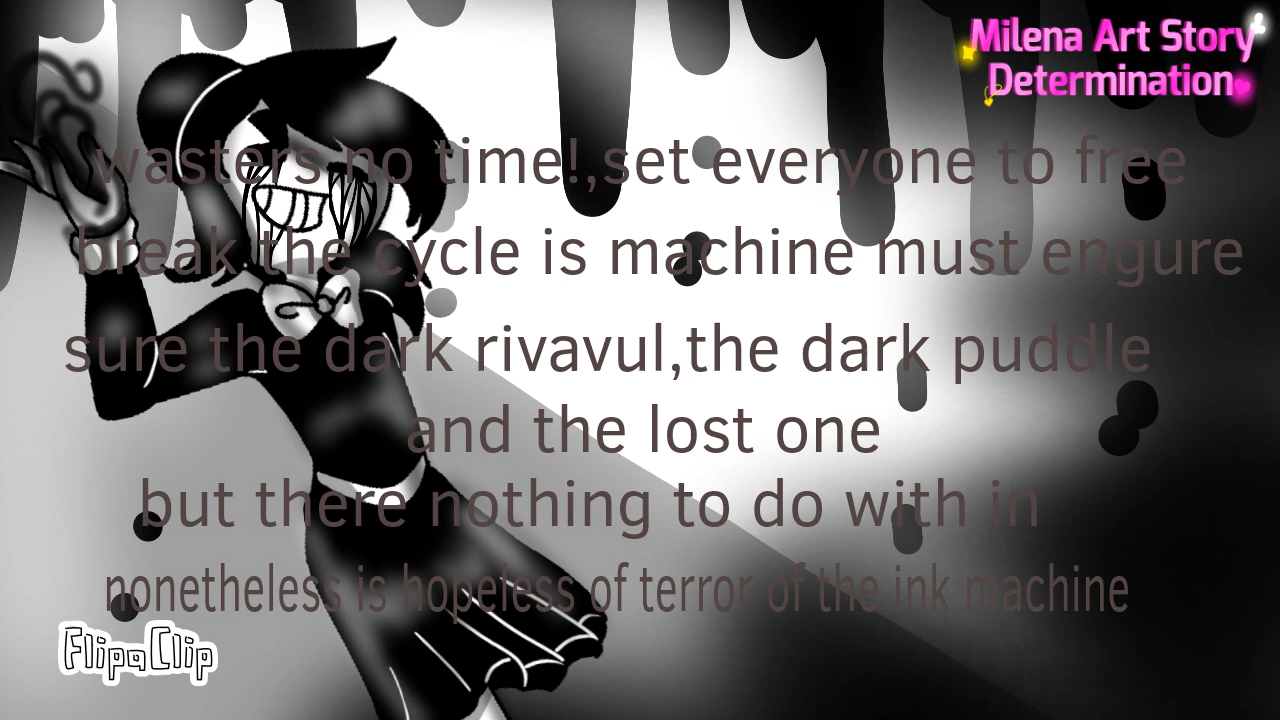 Milena Art Story
Determination
wasters no time!,set everyone to free
break the cycle is machine must engure
sure the dark rivavul,the dark puddle
and the lost one
but there nothing to do with in
nonetheless is hopeless of terror of the ink machine
FlipaClip